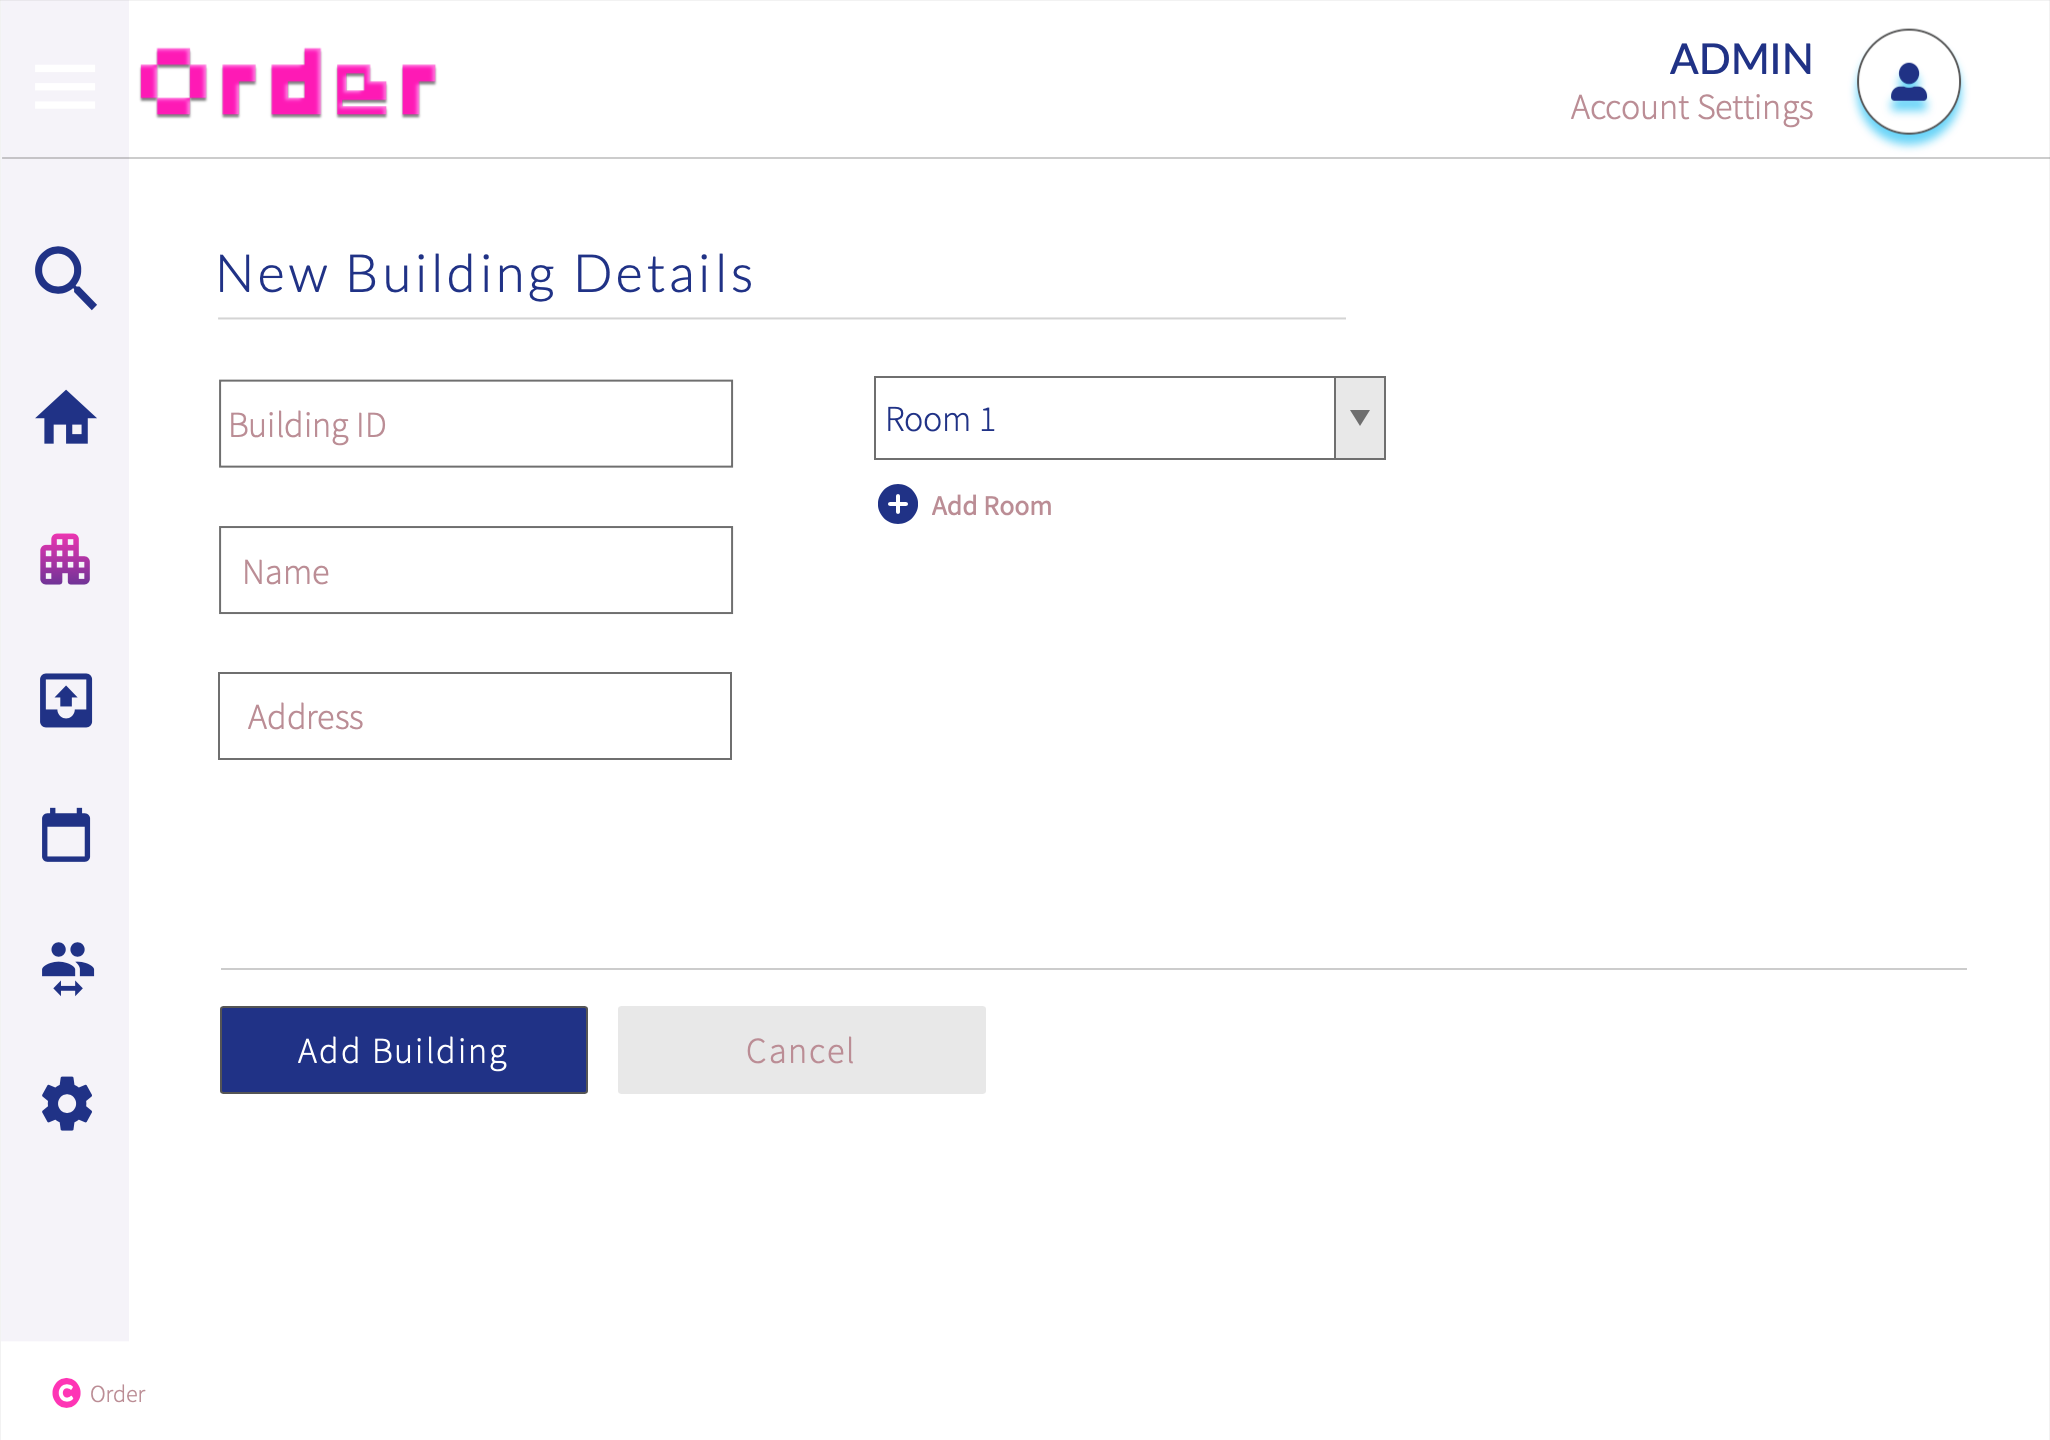 Order
ADMIN
Account Settings
New Building Details
Building ID
Room 1
Add Room
Name
Address
Add Building
Cancel
C Order